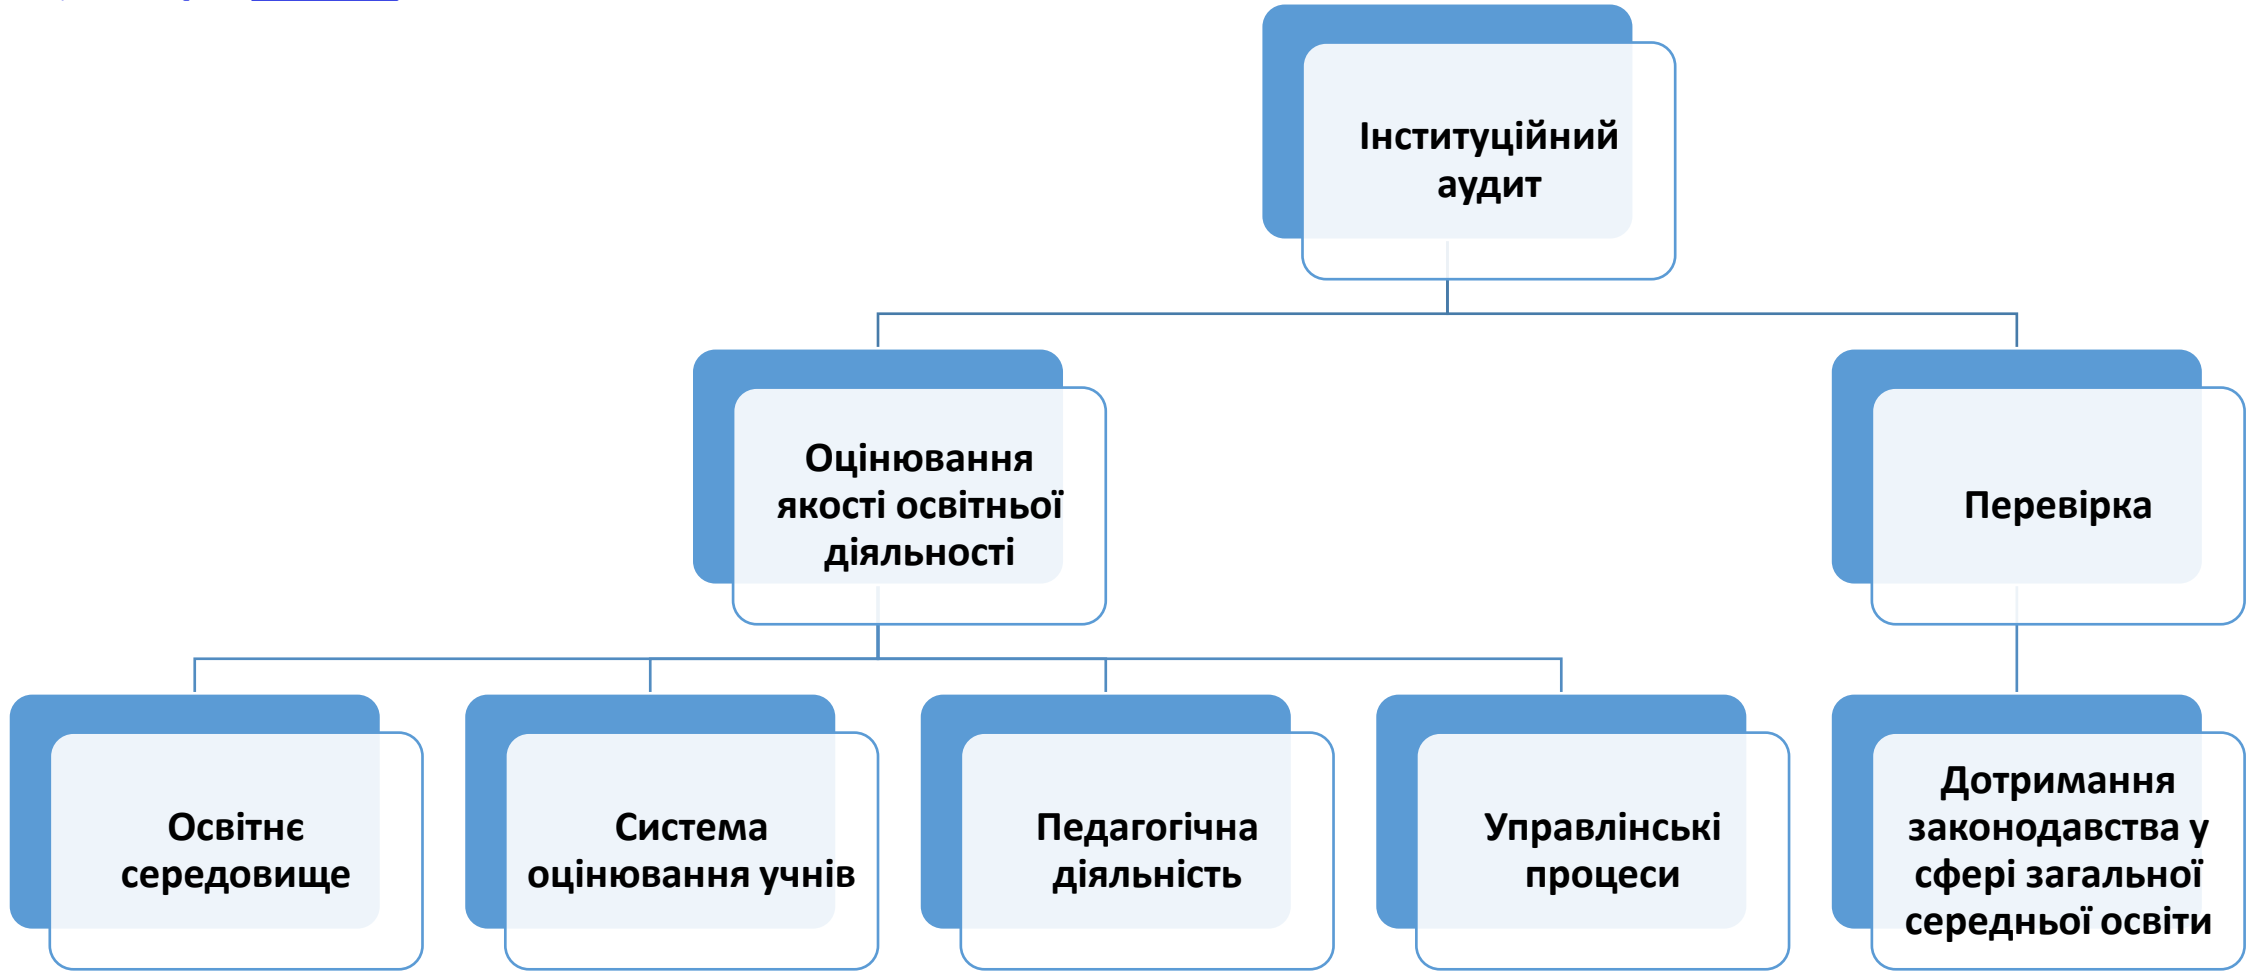 Інституційний
аудит
Оцінювання
якості освітньої
діяльності
Перевірка
Освітнє
середовище
Система
оцінювання учнів
Педагогічна
діяльність
Управлінські
процеси
Дотримання
законодавства у
сфері загальної
середньої освіти